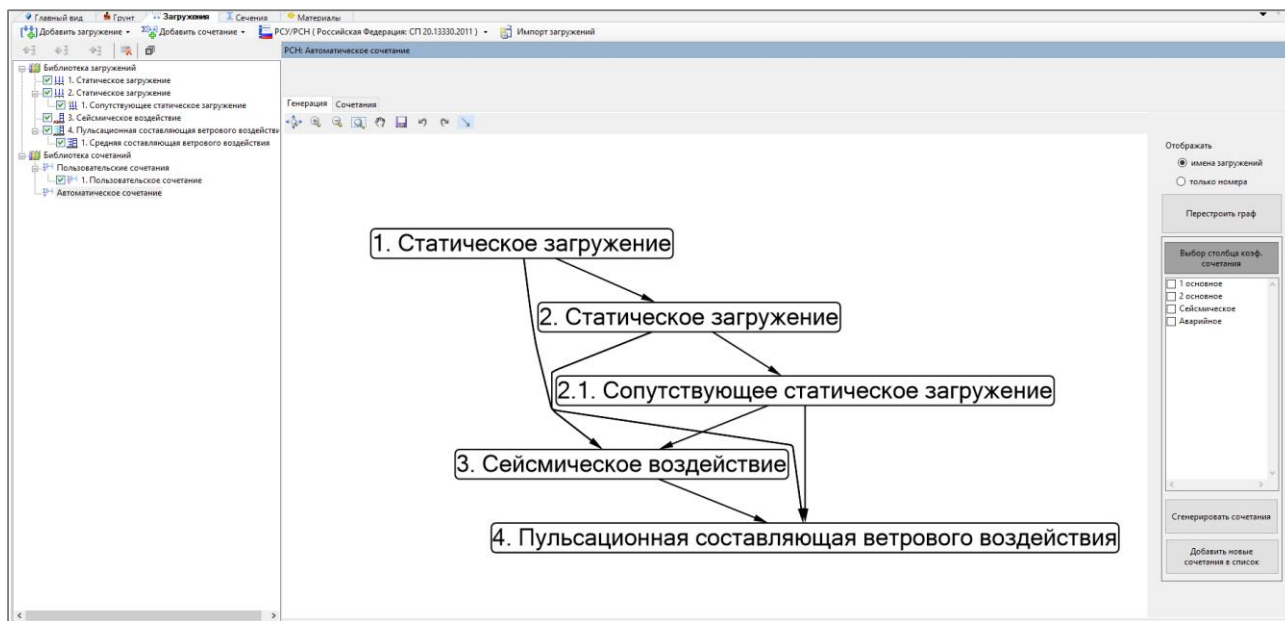 Главный вид Грунт Загружения Сечения Материалы
Добавить загружение Добавить сочетание РСУ/РСН ( Российская Федерация: СП 20.13330.2011 ) Импорт загружений
РСН: Автоматическое сочетание
Библиотека загружений
1. Статическое загружение
2. Статическое загружение
1. Сопутствующее статическое загружение
3. Сейсмическое воздействие
4. Пульсационная составляющая ветрового воздействи
1. Средняя составляющая ветрового воздействия
Библиотека сочетаний
Пользовательские сочетания
1. Пользовательское сочетание
Автоматическое сочетание
Генерация Сочетания
1. Статическое загружение
2. Статическое загружение
2.1. Сопутствующее статическое загружение
3. Сейсмическое воздействие
4. Пульсационная составляющая ветрового воздействия
Отображать
имена загружений
только номера
Перестроить граф
Выбор столбца коэф.
сочетания
1 основное
2 основное
Сейсмическое
Аварийное
Сгенерировать сочетания
Добавить новые
сочетания в список